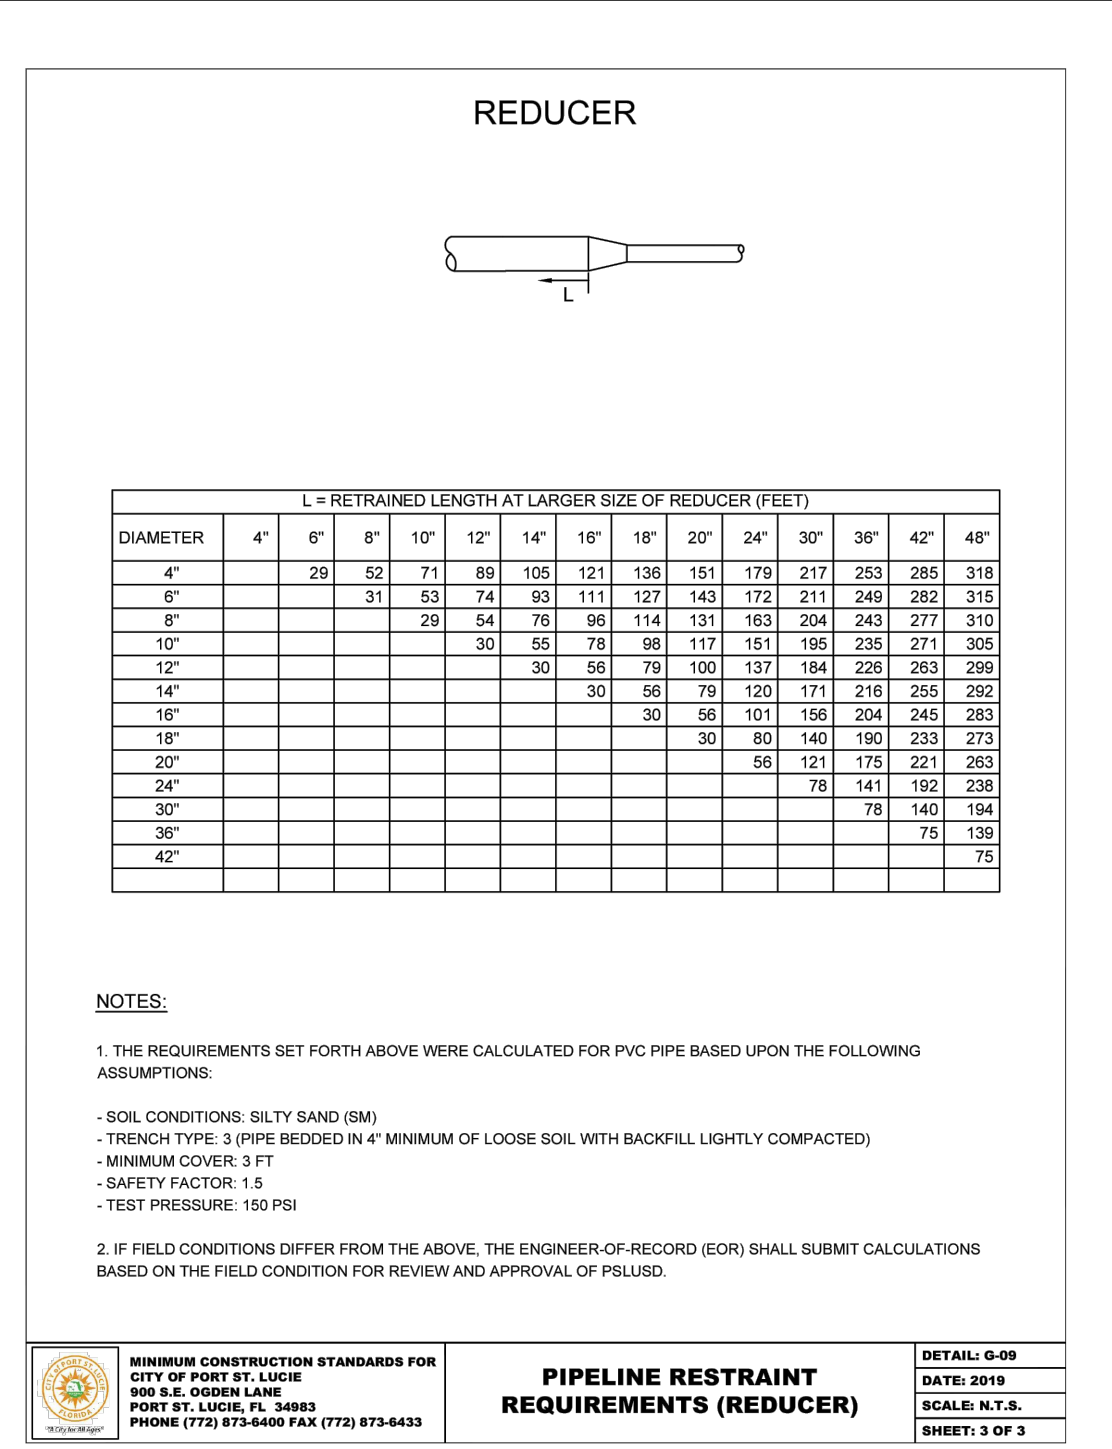 REDUCER
L
L = RETRAINED LENGTH AT LARGER SIZE OF REDUCER (FEET)
DIAMETER 4" 6" 8" 10" 12" 14" 16" 18" 20" 24" 30" 36" 42" 48"
4" 29 52 71 89 105 121 136 151 179 217 253 285 318
6" 31 53 74 93 111 127 143 172 211 249 282 315
8" 29 54 76 96 114 131 163 204 243 277 310
10" 30 55 78 98 117 151 195 235 271 305
12" 30 56 79 100 137 184 226 263 299
14" 30 56 79 120 171 216 255 292
16" 30 56 101 156 204 245 283
18" 30 80 140 190 233 273
20" 56 121 175 221 263
24" 78 141 192 238
30" 78 140 194
36" 75 139
42" 75
NOTES:
1. THE REQUIREMENTS SET FORTH ABOVE WERE CALCULATED FOR PVC PIPE BASED UPON THE FOLLOWING
ASSUMPTIONS:
- SOIL CONDITIONS: SILTY SAND (SM)
- TRENCH TYPE: 3 (PIPE BEDDED IN 4" MINIMUM OF LOOSE SOIL WITH BACKFILL LIGHTLY COMPACTED)
- MINIMUM COVER: 3 FT
- SAFETY FACTOR: 1.5
- TEST PRESSURE: 150 PSI
2. IF FIELD CONDITIONS DIFFER FROM THE ABOVE, THE ENGINEER-OF-RECORD (EOR) SHALL SUBMIT CALCULATIONS
BASED ON THE FIELD CONDITION FOR REVIEW AND APPROVAL OF PSLUSD.
CITY of PORT ST. LUCIE
FLORIDA
"A City for All Ages"
MINIMUM CONSTRUCTION STANDARDS FOR
CITY OF PORT ST. LUCIE
900 S.E. OGDEN LANE
PORT ST. LUCIE, FL 34983
PHONE (772) 873-6400 FAX (772) 873-6433
PIPELINE RESTRAINT
REQUIREMENTS (REDUCER)
DETAIL: G-09
DATE: 2019
SCALE: N.T.S.
SHEET: 3 OF 3